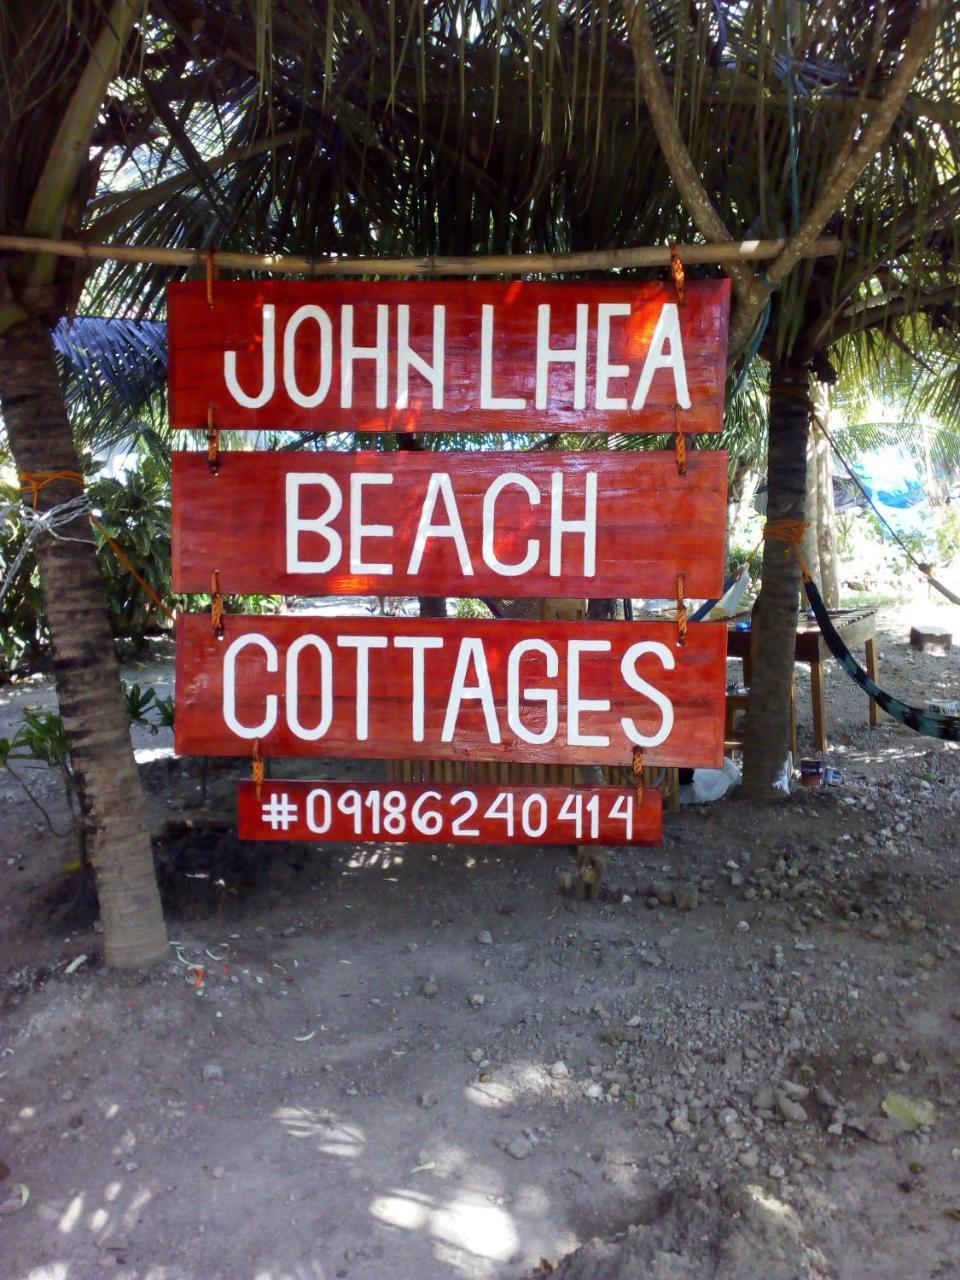 JOHN LHEA
BEACH
COTTAGES
#09186240414